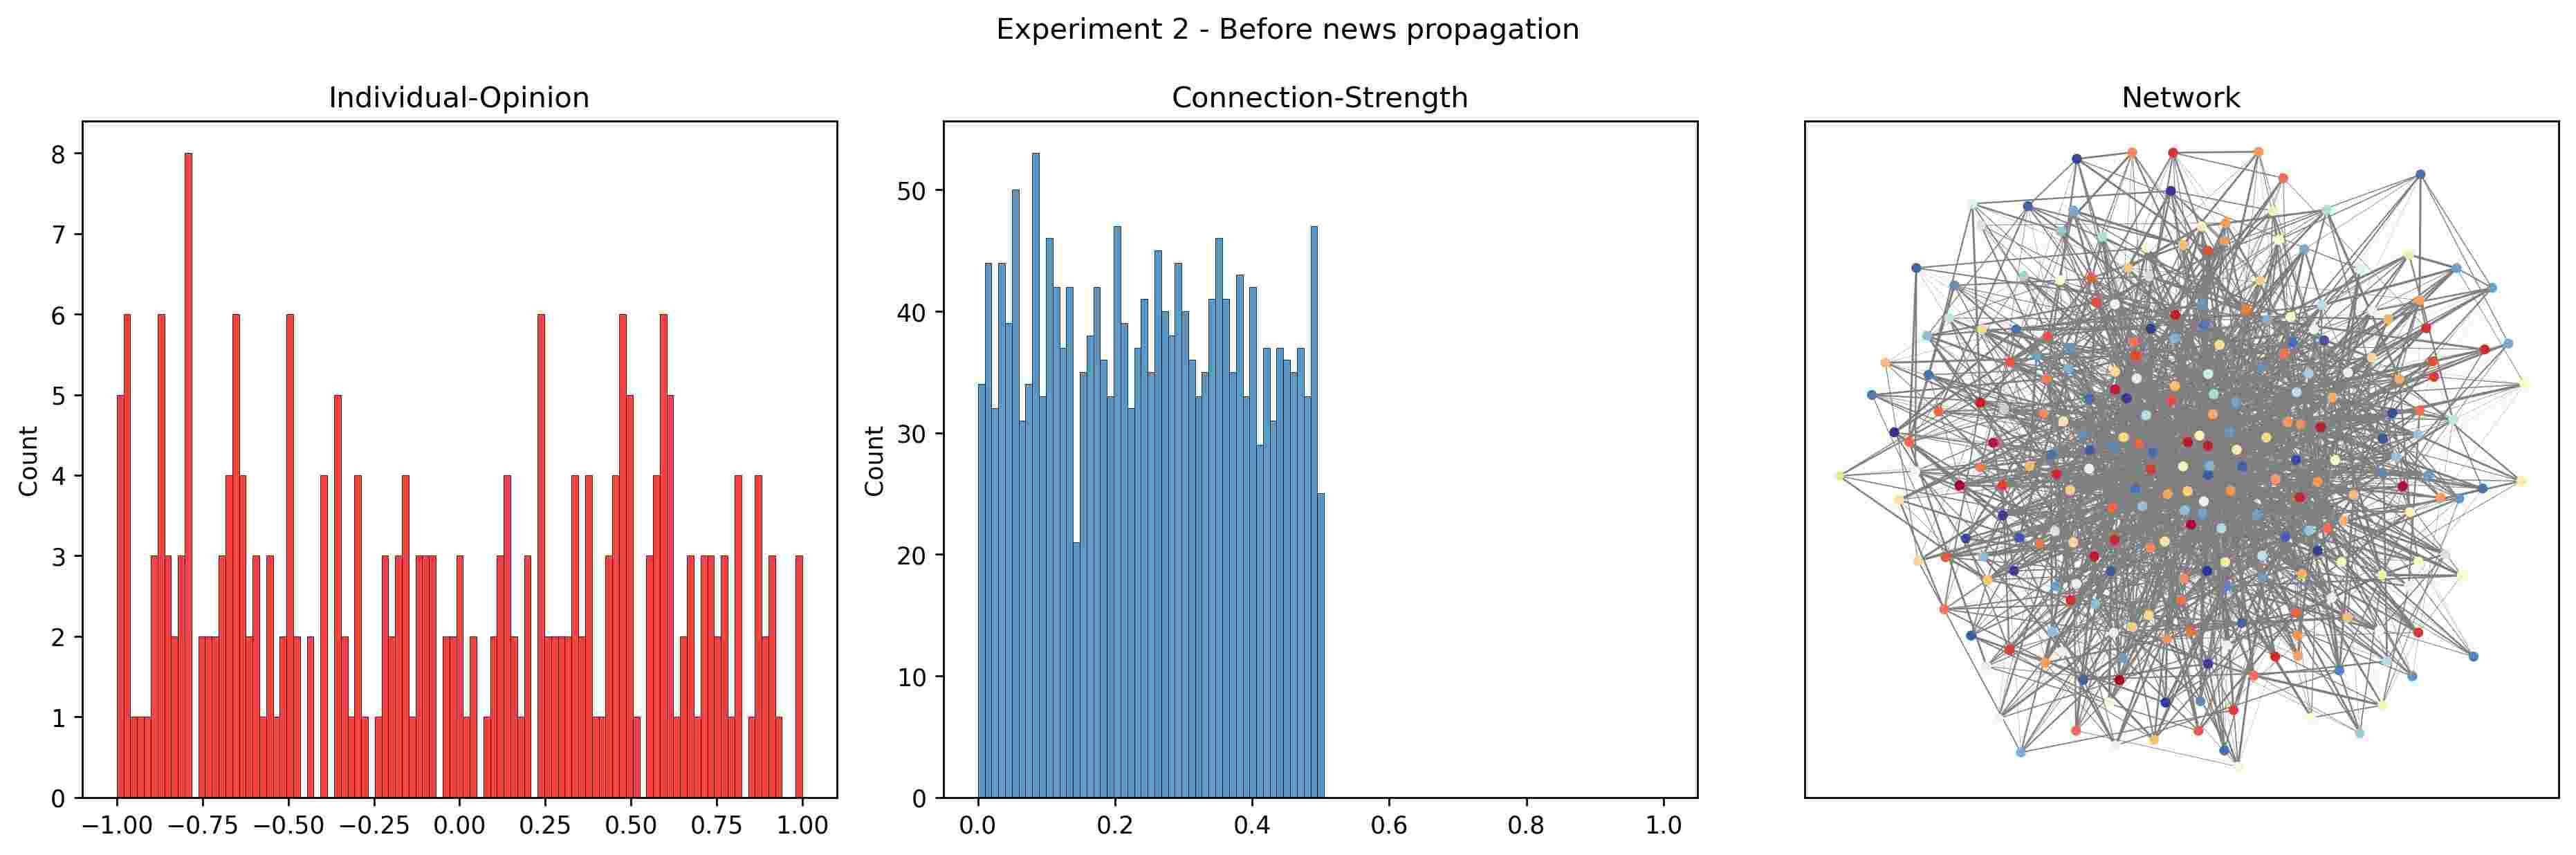 Experiment 2 - Before news propagation
Individual-Opinion
Count
8
7
6
5
4
3
2
1
0
−1.00 −0.75 −0.50 −0.25 0.00 0.25 0.50 0.75 1.00
Connection-Strength
Count
50
40
30
20
10
0
0.0 0.2 0.4 0.6 0.8 1.0
Network